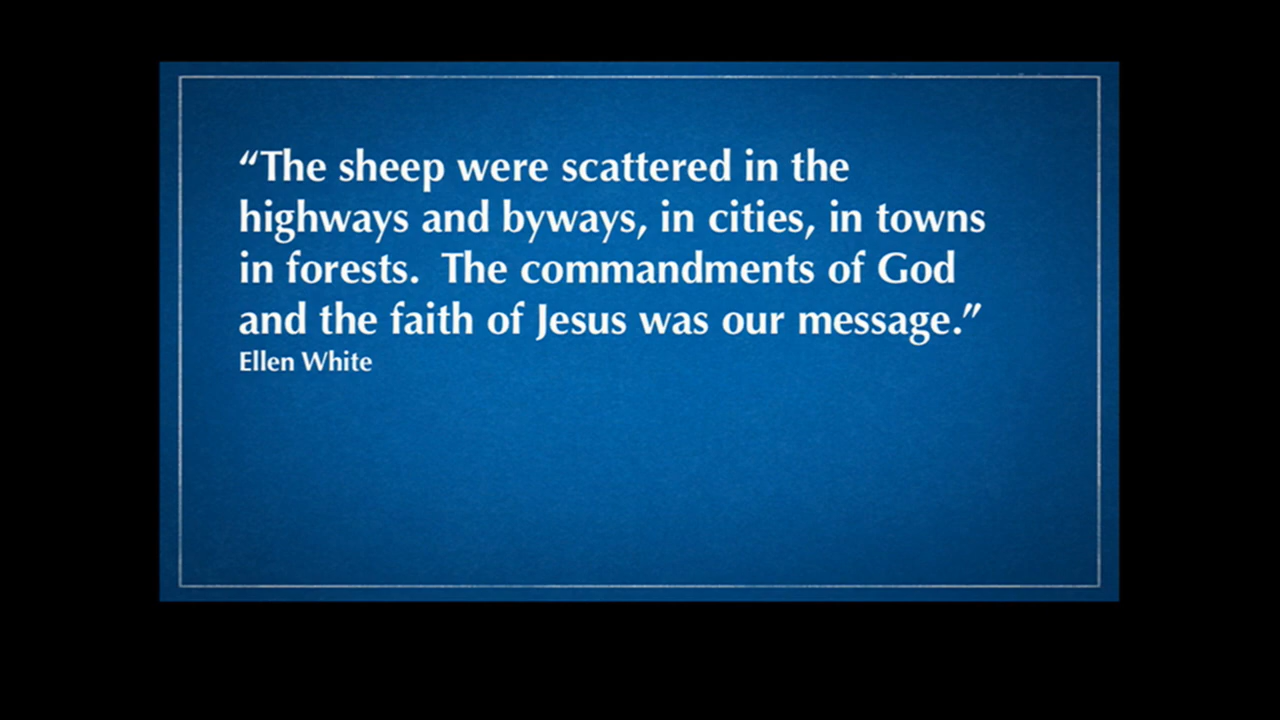 “The sheep were scattered in the
highways and byways, in cities, in towns
in forests.  The commandments of God
and the faith of Jesus was our message.”
Ellen White